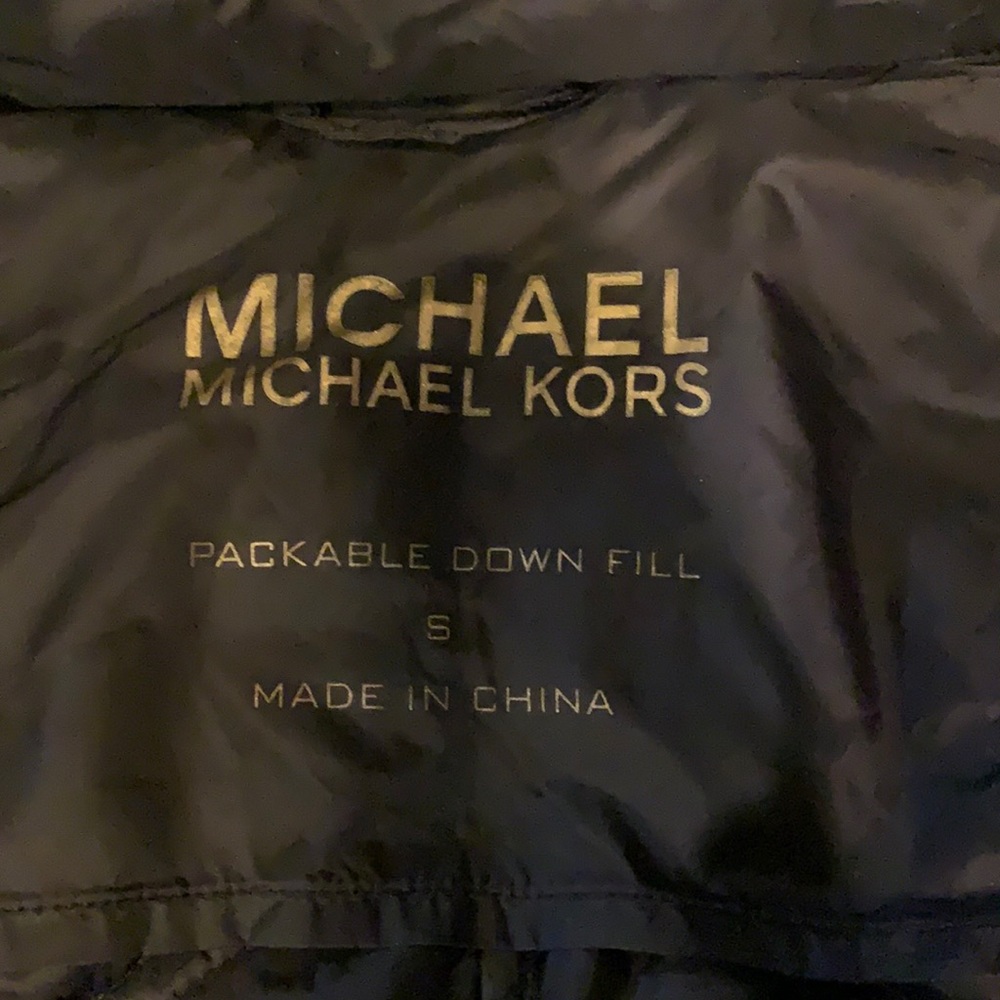 MICHAEL
MICHAEL KORS
PACKABLE DOWN FILL
S
MADE IN CHINA